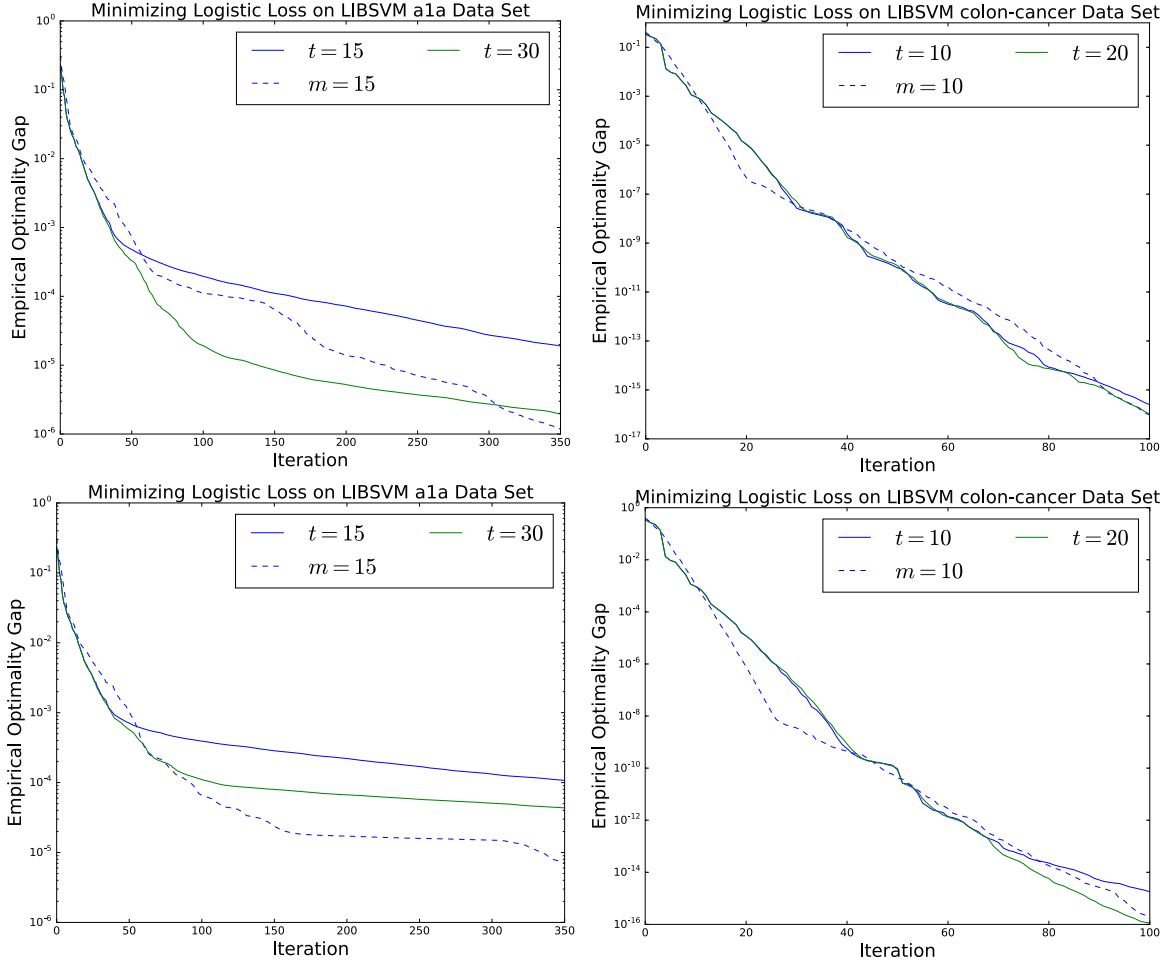 Minimizing Logistic Loss on LIBSVM a1a Data Set
t = 15
t = 30
m = 15
Empirical Optimality Gap
10^0
10^-1
10^-2
10^-3
10^-4
10^-5
10^-6
0 50 100 150 200 250 300 350
Iteration
Minimizing Logistic Loss on LIBSVM colon-cancer Data Set
t = 10
t = 20
m = 10
Empirical Optimality Gap
10^-1
10^-3
10^-5
10^-7
10^-9
10^-11
10^-13
10^-15
10^-17
0 20 40 60 80 100
Iteration
Minimizing Logistic Loss on LIBSVM a1a Data Set
t = 15
t = 30
m = 15
Empirical Optimality Gap
10^0
10^-1
10^-2
10^-3
10^-4
10^-5
10^-6
0 50 100 150 200 250 300 350
Iteration
Minimizing Logistic Loss on LIBSVM colon-cancer Data Set
t = 10
t = 20
m = 10
Empirical Optimality Gap
10^0
10^-2
10^-4
10^-6
10^-8
10^-10
10^-12
10^-14
10^-16
0 20 40 60 80 100
Iteration